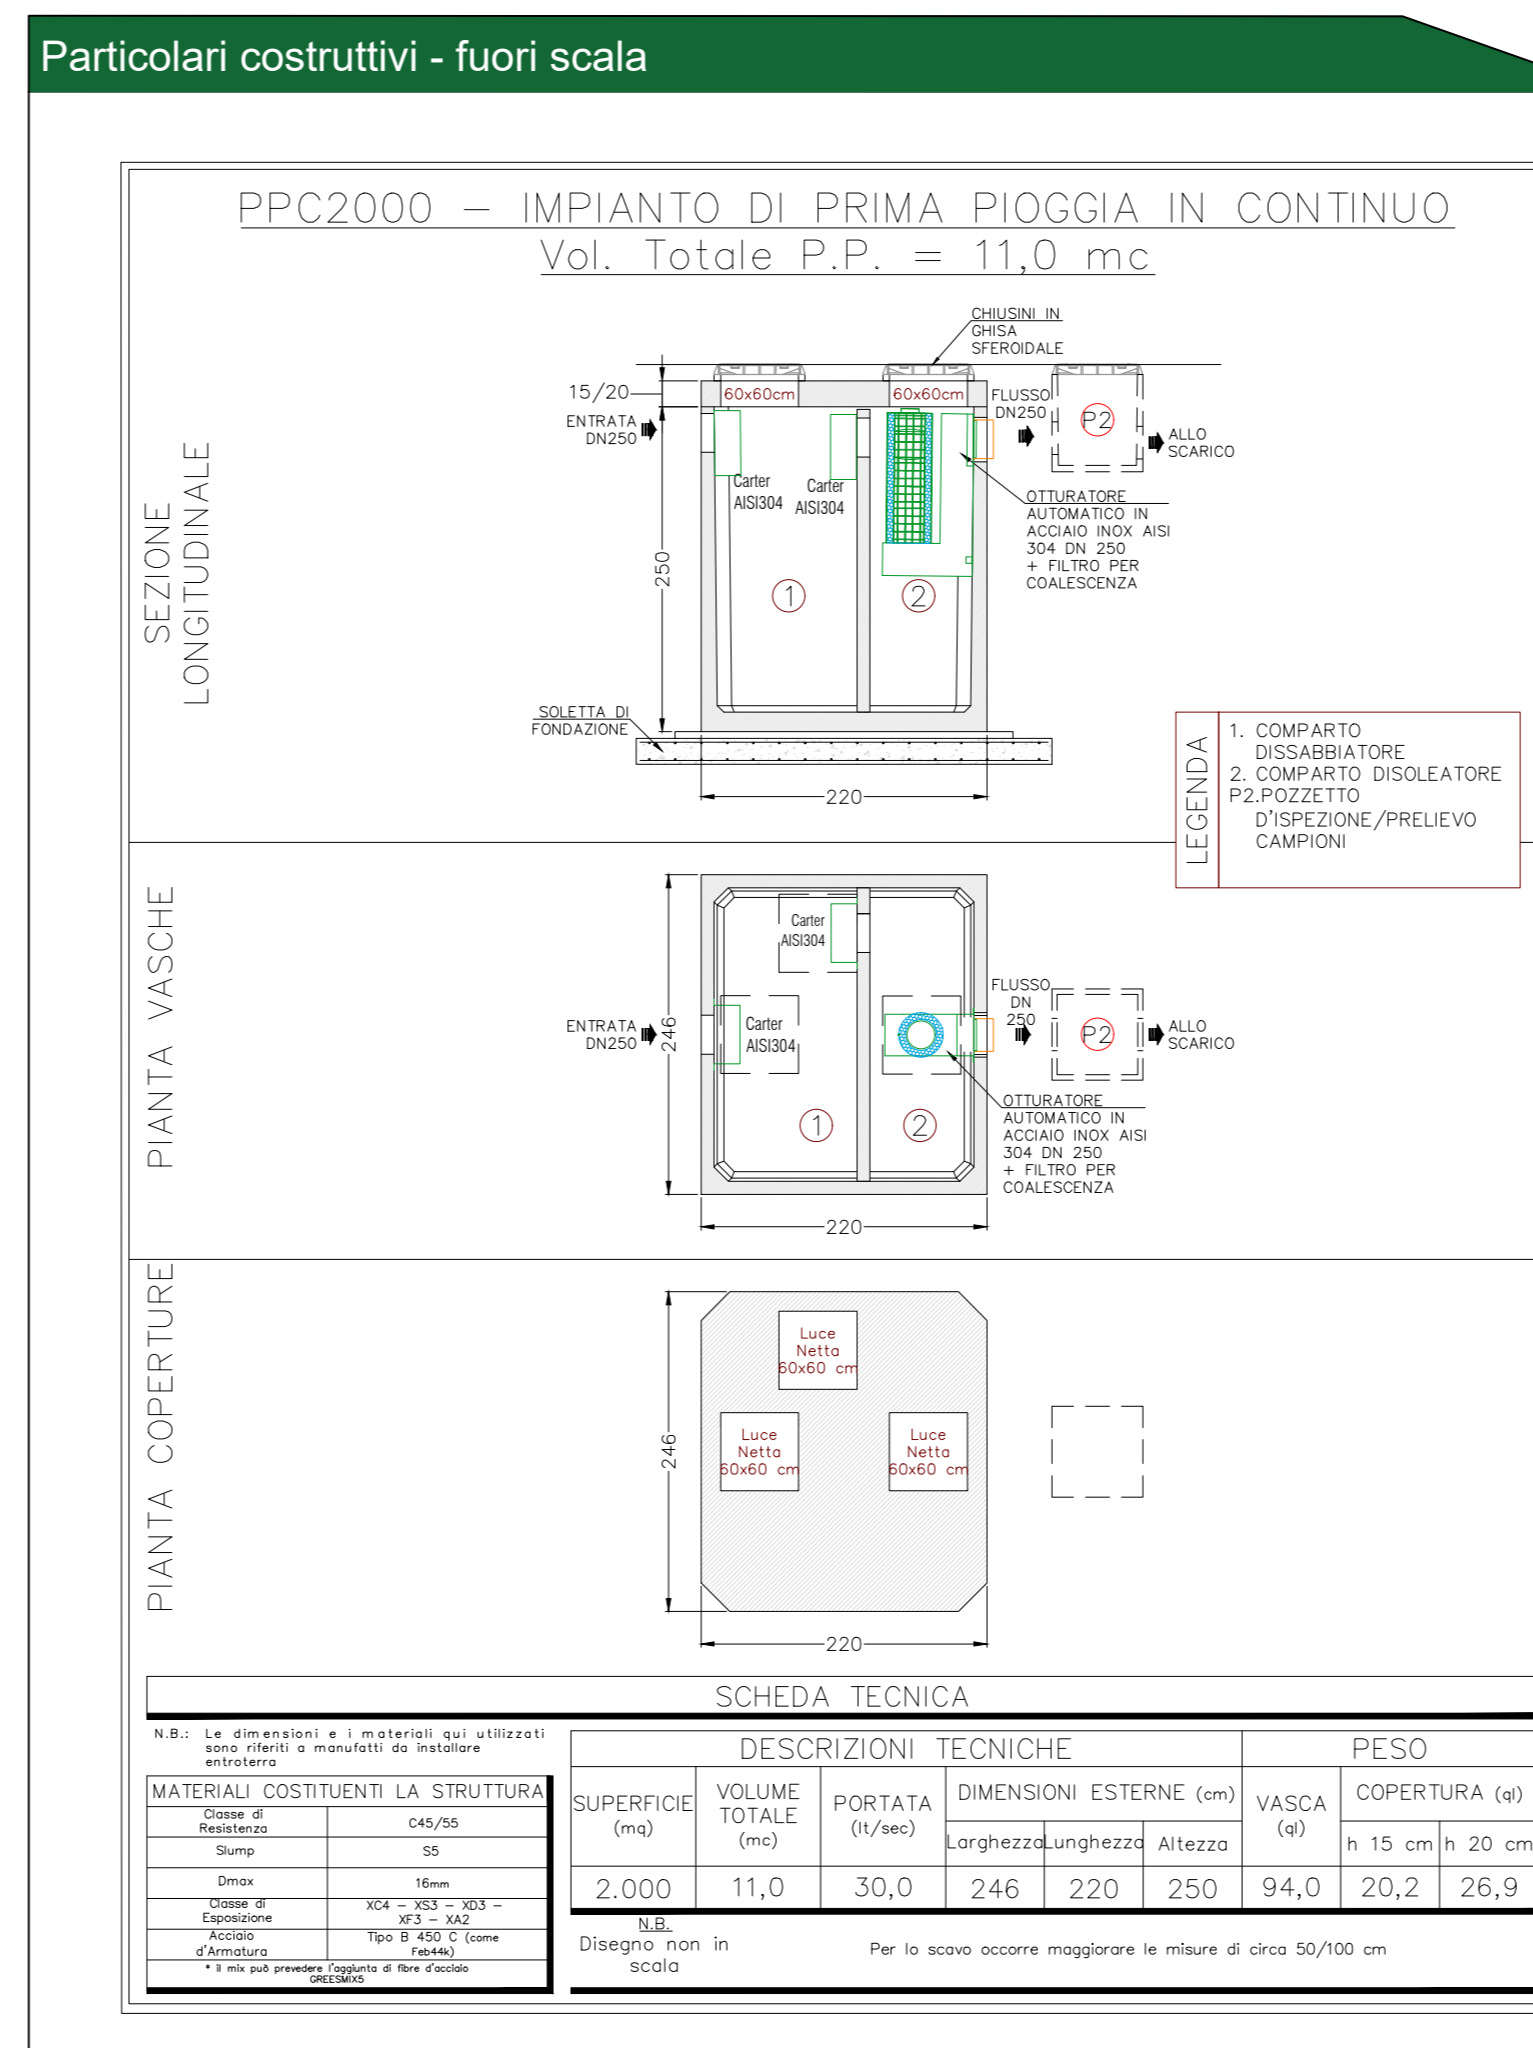 Particolari costruttivi - fuori scala
PPC2000 – IMPIANTO DI PRIMA PIOGGIA IN CONTINUO
Vol. Totale P.P. = 11,0 mc
SEZIONE
LONGITUDINALE
CHIUSINI IN
GHISA
SFEROIDALE
15/20
60x60cm
60x60cm
ENTRATA
DN250
FLUSSO
DN250
P2
ALLO
SCARICO
Carter
AISI304
Carter
AISI304
OTTURATORE
AUTOMATICO IN
ACCIAIO INOX AISI
304 DN 250
+ FILTRO PER
COALESCENZA
250
1
2
SOLETTA DI
FONDAZIONE
220
LEGENDA
1. COMPARTO
DISSABBIATORE
2. COMPARTO DISOLEATORE
P2.POZZETTO
D'ISPEZIONE/PRELIEVO
CAMPIONI
PIANTA VASCHE
Carter
AISI304
ENTRATA
DN250
246
Carter
AISI304
FLUSSO
DN
250
P2
ALLO
SCARICO
OTTURATORE
AUTOMATICO IN
ACCIAIO INOX AISI
304 DN 250
+ FILTRO PER
COALESCENZA
1
2
220
PIANTA COPERTURE
Luce
Netta
60x60 cm
246
Luce
Netta
60x60 cm
Luce
Netta
60x60 cm
220
SCHEDA TECNICA
N.B.: Le dimensioni e i materiali qui utilizzati
sono riferiti a manufatti da installare
entroterra
MATERIALI COSTITUENTI LA STRUTTURA
Classe di
Resistenza
C45/55
Slump
S5
Dmax
16mm
Classe di
Esposizione
XC4 – XS3 – XD3 –
XF3 – XA2
Acciaio
d'Armatura
Tipo B 450 C (come
Feb44k)
* il mix può prevedere l'aggiunta di fibre d'acciaio
GREESMIX5
DESCRIZIONI TECNICHE
PESO
SUPERFICIE
(mq)
VOLUME
TOTALE
(mc)
PORTATA
(lt/sec)
DIMENSIONI ESTERNE (cm)
Larghezza
Lunghezza
Altezza
VASCA
(ql)
COPERTURA (ql)
h 15 cm
h 20 cm
2.000
11,0
30,0
246
220
250
94,0
20,2
26,9
N.B.
Disegno non in
scala
Per lo scavo occorre maggiorare le misure di circa 50/100 cm